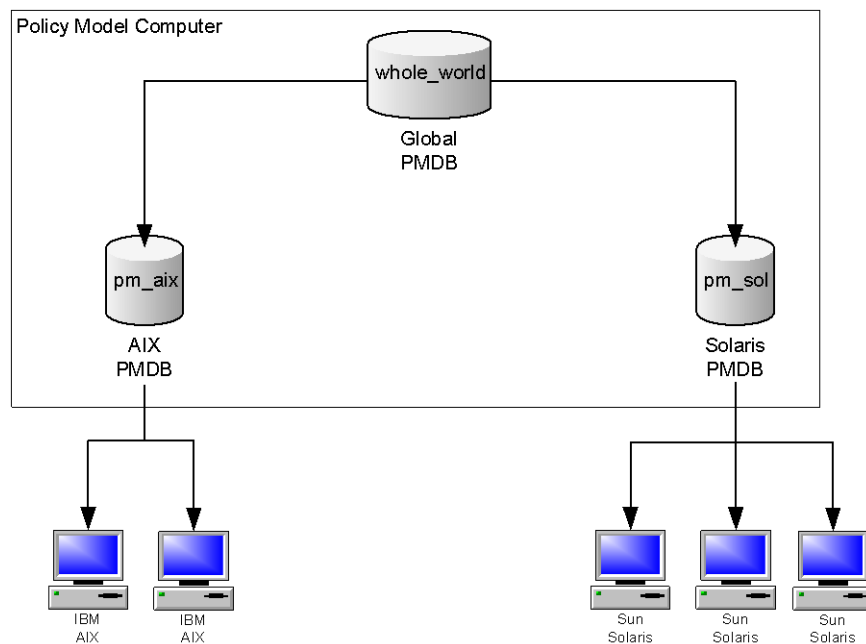 Policy Model Computer
whole_world
Global
PMDB
pm_aix
pm_sol
AIX
PMDB
Solaris
PMDB
IBM
AIX
IBM
AIX
Sun
Solaris
Sun
Solaris
Sun
Solaris